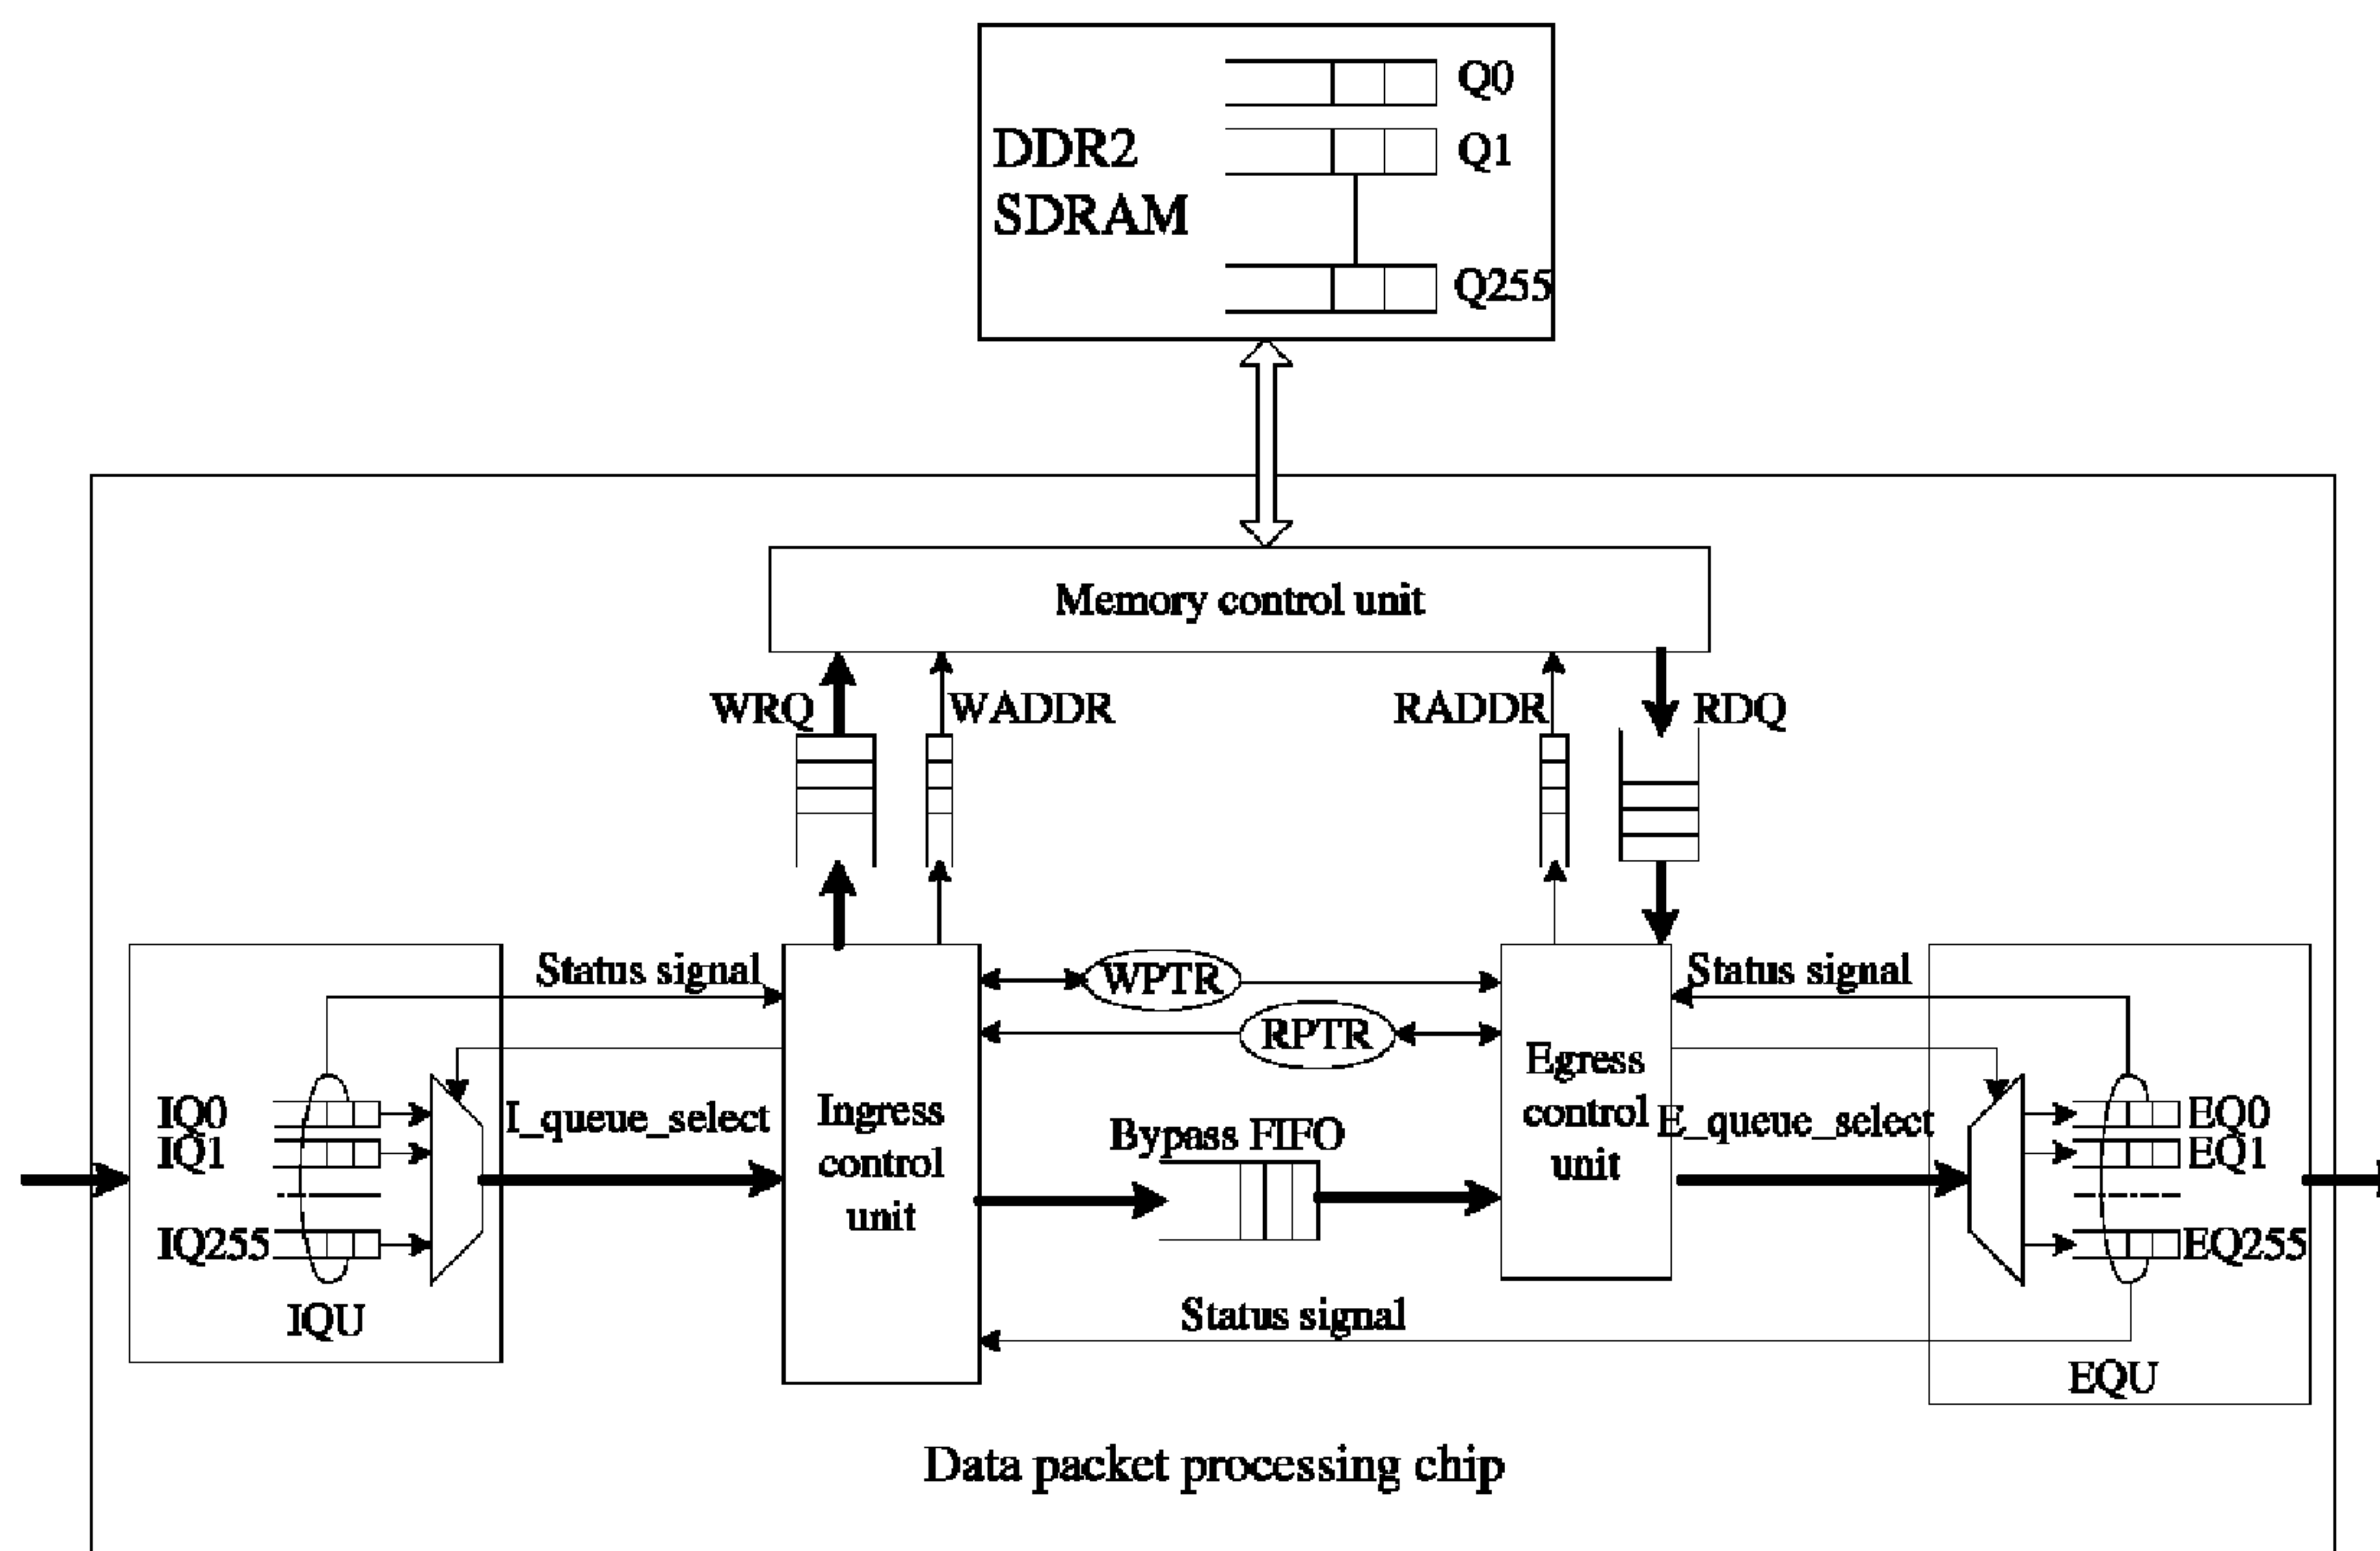 Q0
DDR2
Q1
SDRAM
Q255
Memory control unit
WRQ
WADDR
RADDR
RDQ
Status signal
WPTR
Status signal
RPTR
Egress
control
unit
IQ0
IQ1
IQ255
I_queue_select
Ingress
control
unit
Bypass FIFO
E_queue_select
EQ0
EQ1
EQ255
IQU
Status signal
EQU
Data packet processing chip